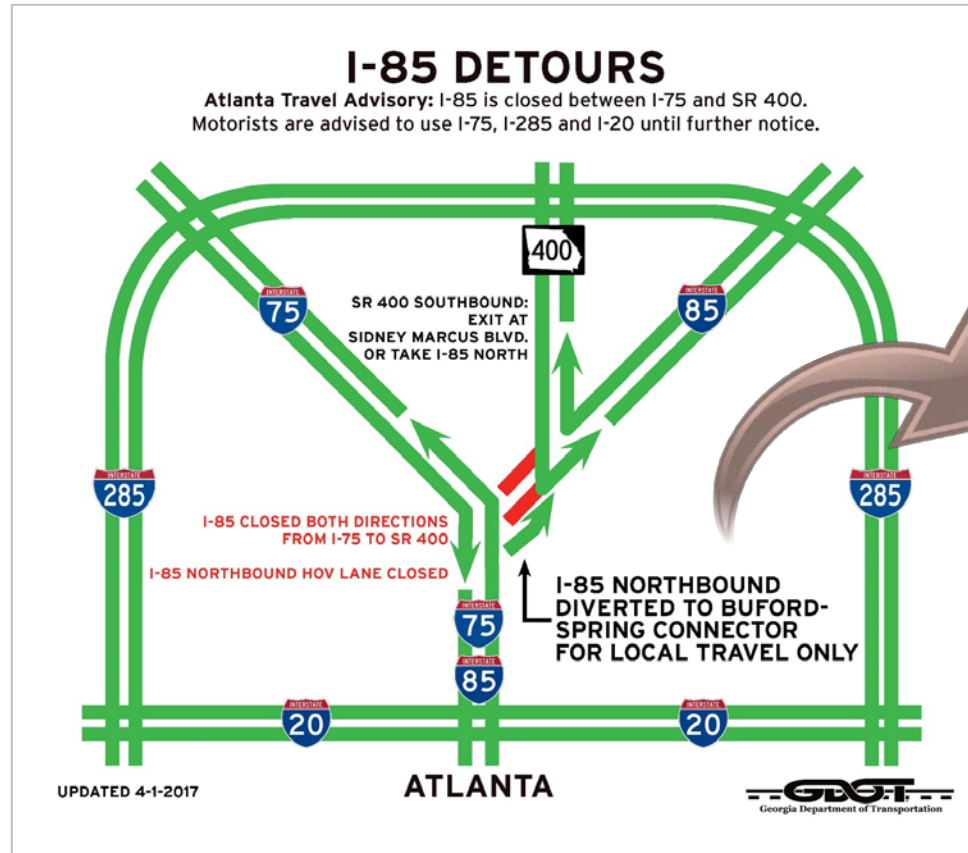 I-85 DETOURS
Atlanta Travel Advisory: I-85 is closed between I-75 and SR 400.
Motorists are advised to use I-75, I-285 and I-20 until further notice.
400
INTERSTATE
75
SR 400 SOUTHBOUND:
EXIT AT
SIDNEY MARCUS BLVD.
OR TAKE I-85 NORTH
INTERSTATE
85
INTERSTATE
285
INTERSTATE
285
I-85 CLOSED BOTH DIRECTIONS
FROM I-75 TO SR 400
I-85 NORTHBOUND HOV LANE CLOSED
I-85 NORTHBOUND
DIVERTED TO BUFORD-
SPRING CONNECTOR
FOR LOCAL TRAVEL ONLY
INTERSTATE
75
INTERSTATE
85
INTERSTATE
20
INTERSTATE
20
UPDATED 4-1-2017
ATLANTA
GDOT
Georgia Department of Transportation